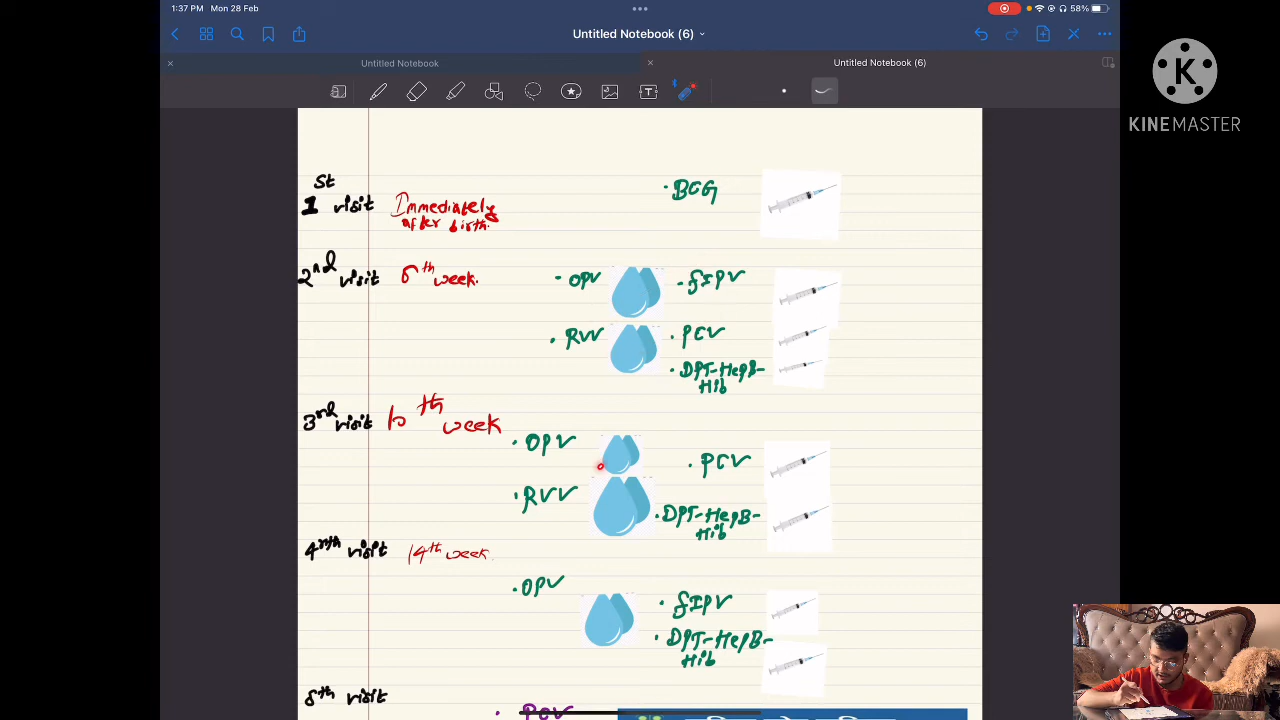 1:37 PM Mon 28 Feb
58%
Untitled Notebook (6)
Untitled Notebook
Untitled Notebook (6)
K
KINEMASTER
1st visit Immediately after birth.
• BCG
2nd visit 6th week.
• OPV • fIPV
• RVV • PCV
• DPT-HepB-
Hib
3rd visit 10th week
• OPV • PCV
• RVV • DPT-HepB-
Hib
4rth visit 14th week
• OPV • fIPV
• DPT-HepB-
Hib
5th visit
• PCV